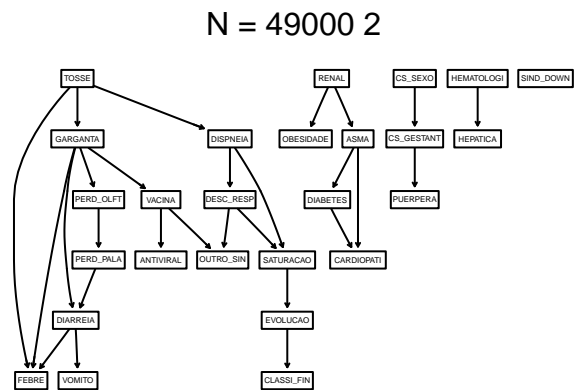 N = 49000 2
TOSSE RENAL CS_SEXO HEMATOLOGI SIND_DOWN
GARGANTA DISPNEIA OBESIDADE ASMA CS_GESTANT HEPATICA
PERD_OLFT VACINA DESC_RESP DIABETES PUERPERA
PERD_PALA ANTIVIRAL OUTRO_SIN SATURACAO CARDIOPATI
DIARREIA EVOLUCAO
FEBRE VOMITO CLASSI_FIN